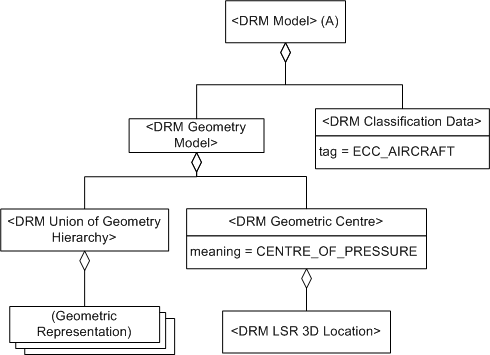 <DRM Model> (A)
<DRM Geometry
Model>
<DRM Classification Data>
tag = ECC_AIRCRAFT
<DRM Union of Geometry
Hierarchy>
<DRM Geometric Centre>
meaning = CENTRE_OF_PRESSURE
(Geometric
Representation)
<DRM LSR 3D Location>